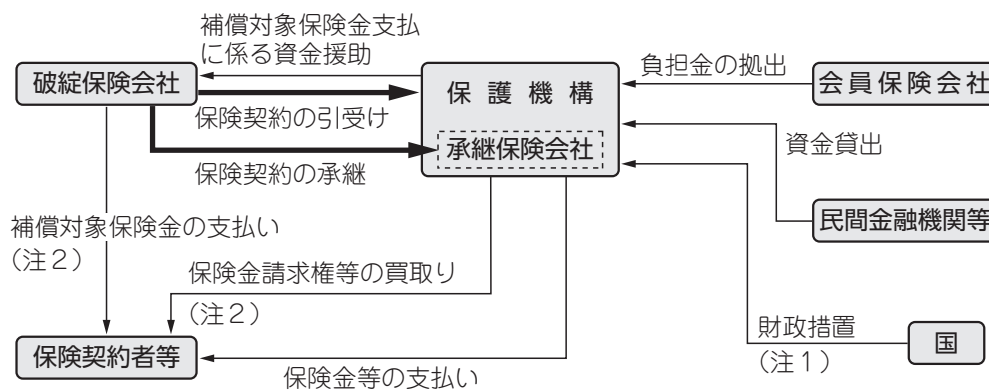 補償対象保険金支払
に係る資金援助
破綻保険会社
保険契約の引受け
保険契約の承継
保護機構
承継保険会社
負担金の拠出
会員保険会社
資金貸出
民間金融機関等
補償対象保険金の支払い
（注２）
保険金請求権等の買取り
（注２）
財政措置
（注１）
国
保険契約者等
保険金等の支払い